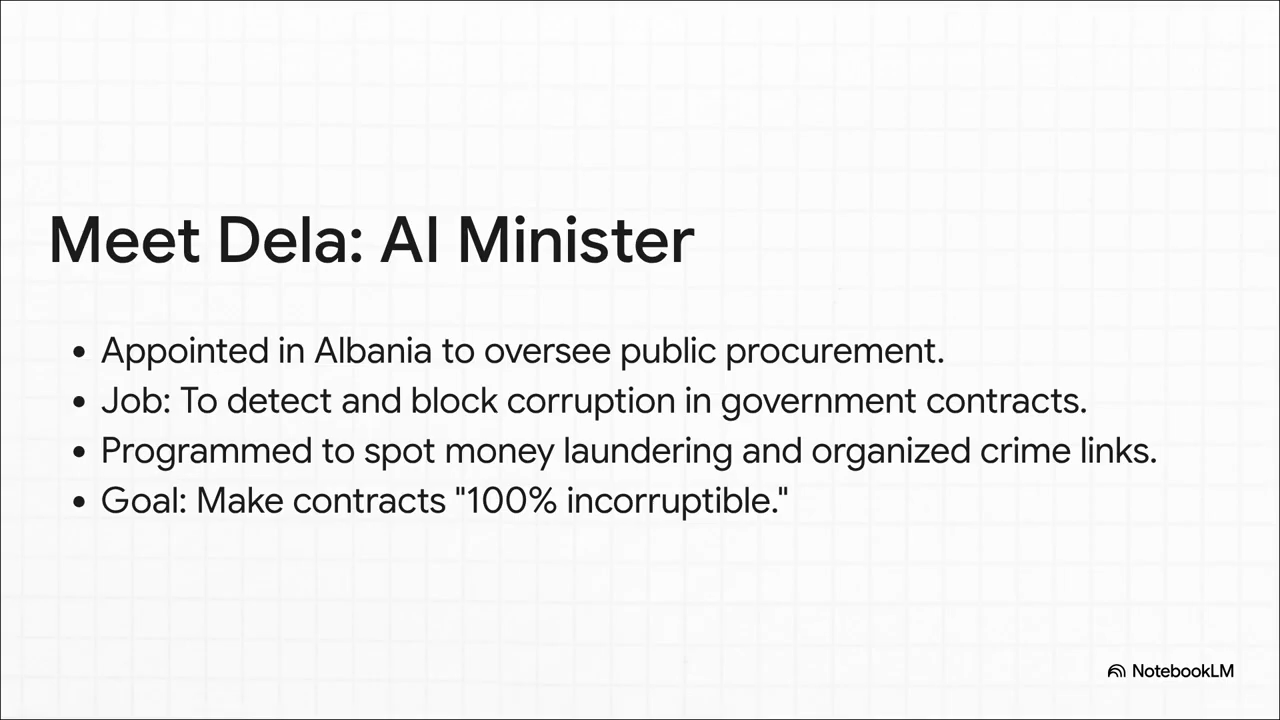 Meet Dela: AI Minister
• Appointed in Albania to oversee public procurement.
• Job: To detect and block corruption in government contracts.
• Programmed to spot money laundering and organized crime links.
• Goal: Make contracts "100% incorruptible."
NotebookLM